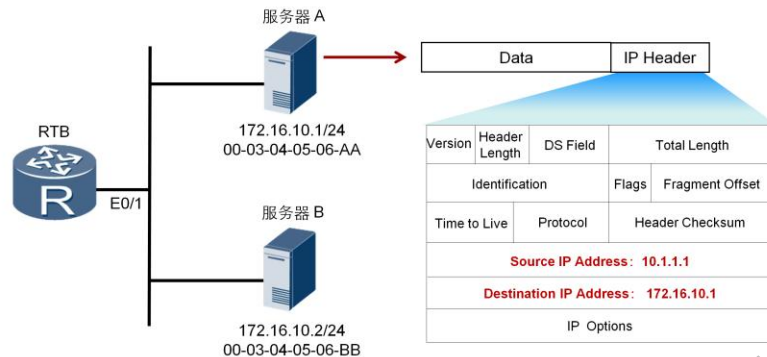 服务器 A
Data
IP Header
172.16.10.1/24
00-03-04-05-06-AA
RTB
R
E0/1
服务器 B
172.16.10.2/24
00-03-04-05-06-BB
Version
Header Length
DS Field
Total Length
Identification
Flags
Fragment Offset
Time to Live
Protocol
Header Checksum
Source IP Address： 10.1.1.1
Destination IP Address： 172.16.10.1
IP Options